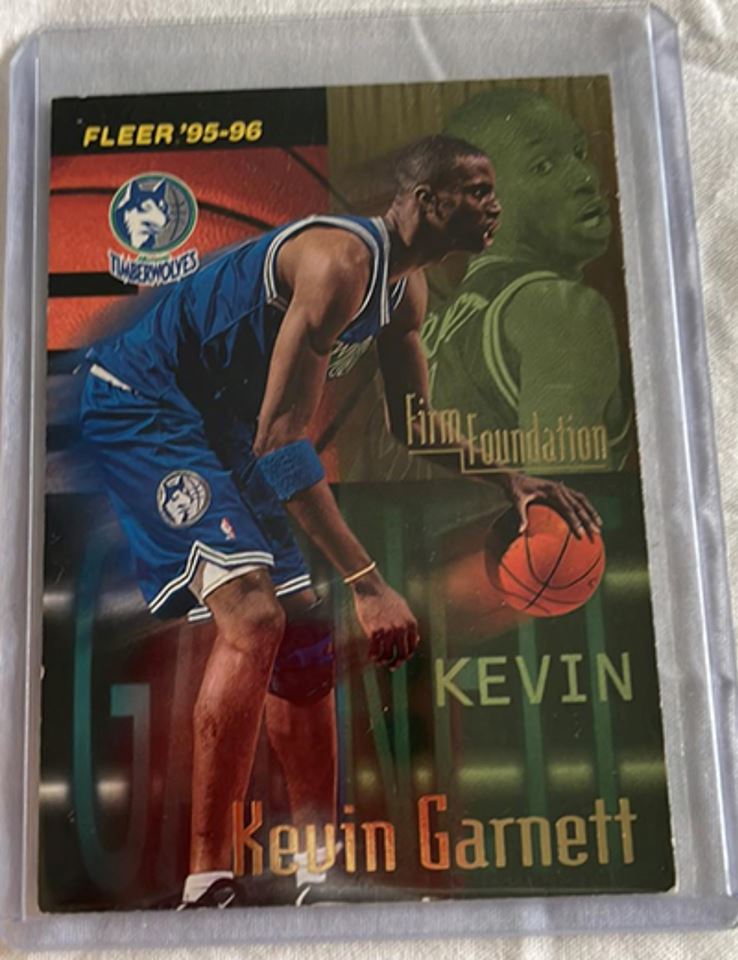 FLEER '95-96
TIMBERWOLVES
Firm
Foundation
KEVIN
Kevin Garnett